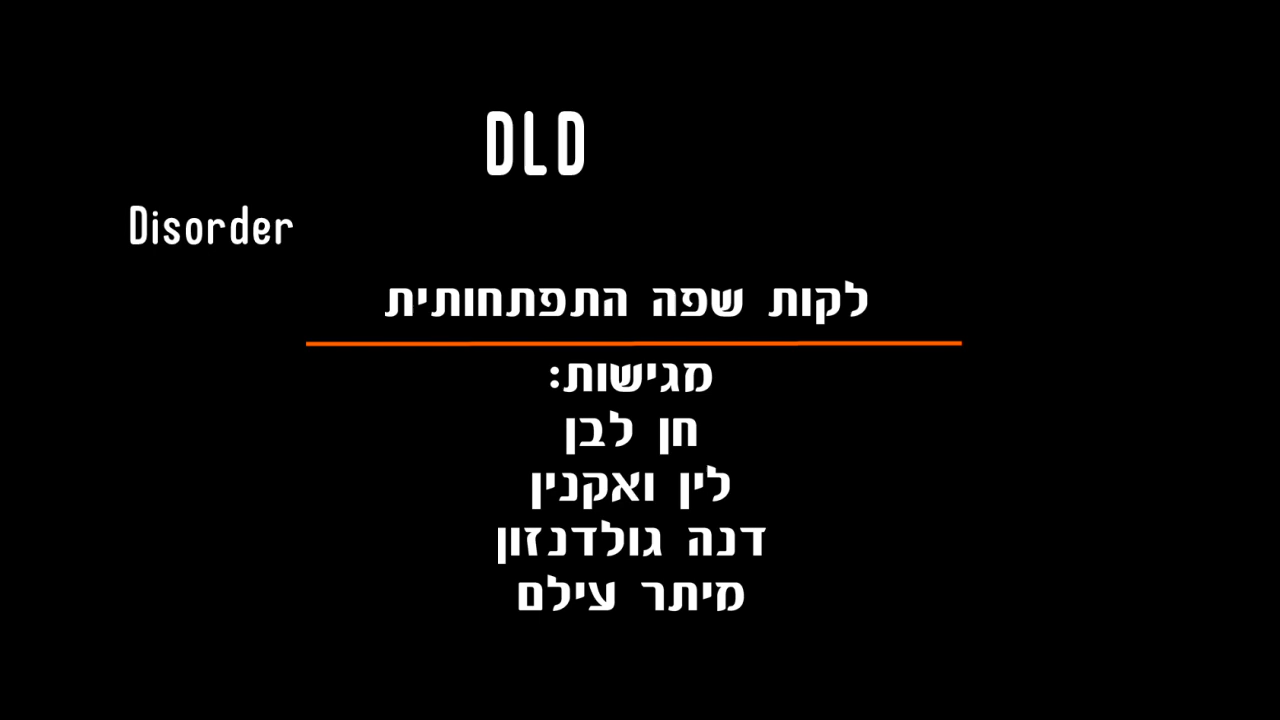 DLD
Disorder
לקות שפה התפתחותית
מגישות:
חן לבן
לין ואקנין
דנה גולדנזון
מיתר עילם